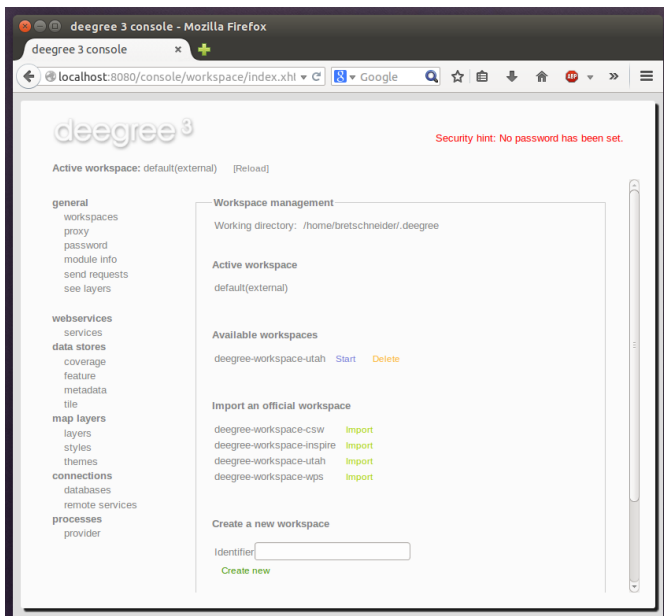 deegree 3 console - Mozilla Firefox
deegree 3 console
localhost:8080/console/workspace/index.xht
Google
ABP
deegree 3
Security hint: No password has been set.
Active workspace: default(external) [Reload]
general
workspaces
proxy
password
module info
send requests
see layers
webservices
services
data stores
coverage
feature
metadata
tile
map layers
layers
styles
themes
connections
databases
remote services
processes
provider
Workspace management
Working directory: /home/bretschneider/.deegree
Active workspace
default(external)
Available workspaces
deegree-workspace-utah Start Delete
Import an official workspace
deegree-workspace-csw Import
deegree-workspace-inspire Import
deegree-workspace-utah Import
deegree-workspace-wps Import
Create a new workspace
Identifier
Create new